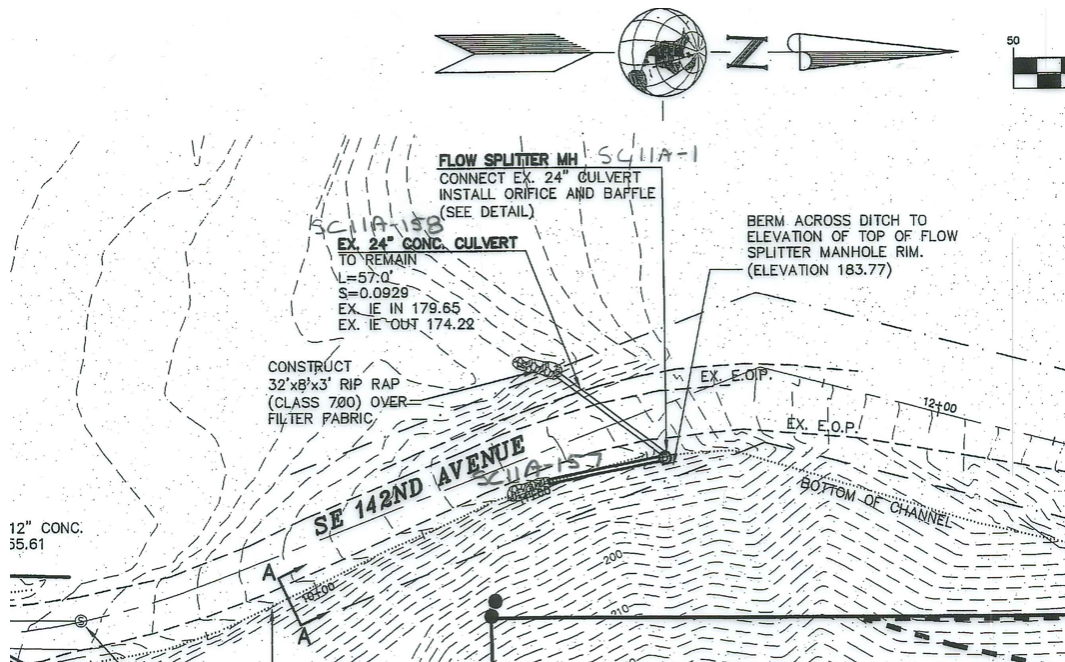 Z
50
FLOW SPLITTER MH SC11A-1
CONNECT EX. 24" CULVERT
INSTALL ORIFICE AND BAFFLE
(SEE DETAIL)
SC11A-158
EX. 24" CONC. CULVERT
TO REMAIN
L=57.0'
S=0.0929
EX. IE IN 179.65
EX. IE OUT 174.22
BERM ACROSS DITCH TO
ELEVATION OF TOP OF FLOW
SPLITTER MANHOLE RIM.
(ELEVATION 183.77)
CONSTRUCT
32'x8'x3' RIP RAP
(CLASS 700) OVER
FILTER FABRIC
EX. E.O.P.
12+00
EX. E.O.P.
SE 142ND AVENUE
SC11A-157
BOTTOM OF CHANNEL
12" CONC.
55.61
A
10+00
A
200
210
S